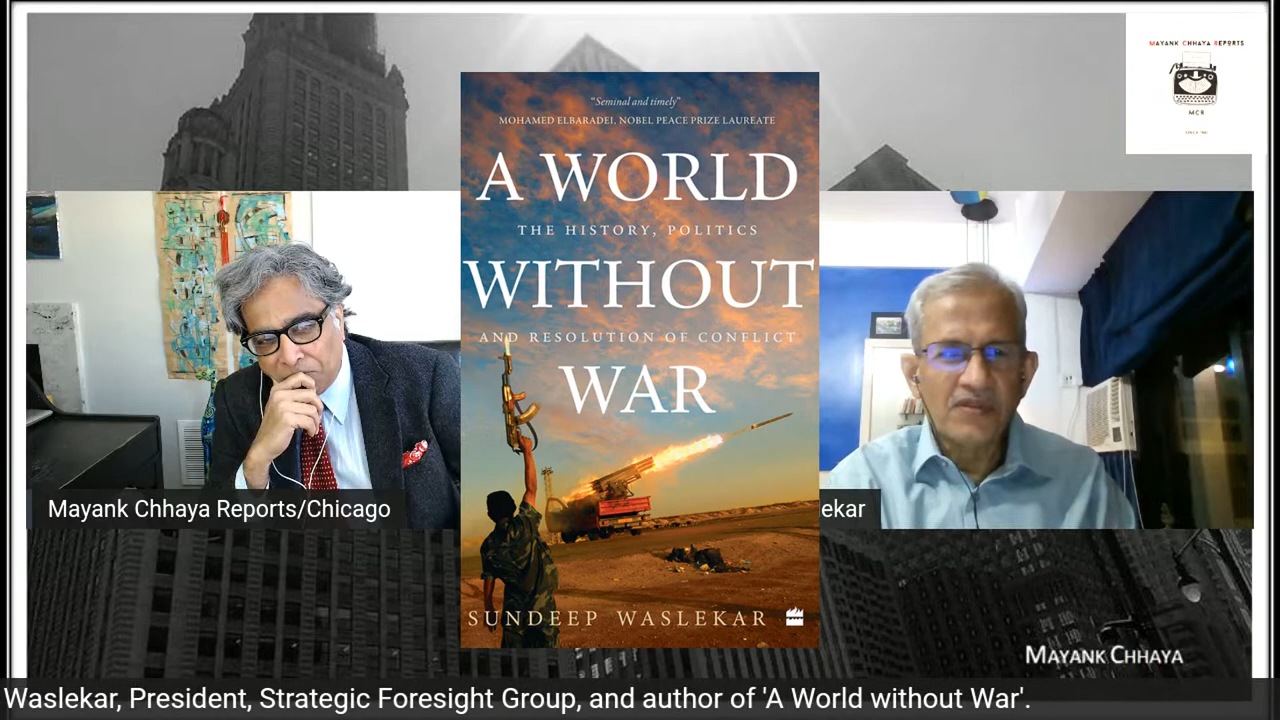 MAYANK CHHAYA REPORTS
MCR
"Seminal and timely"
MOHAMED ELBARADEI, NOBEL PEACE PRIZE LAUREATE
A WORLD
THE HISTORY, POLITICS
WITHOUT
AND RESOLUTION OF CONFLICT
WAR
SUNDEEP WASLEKAR
Mayank Chhaya Reports/Chicago
ekar
MAYANK CHHAYA
Waslekar, President, Strategic Foresight Group, and author of 'A World without War'.